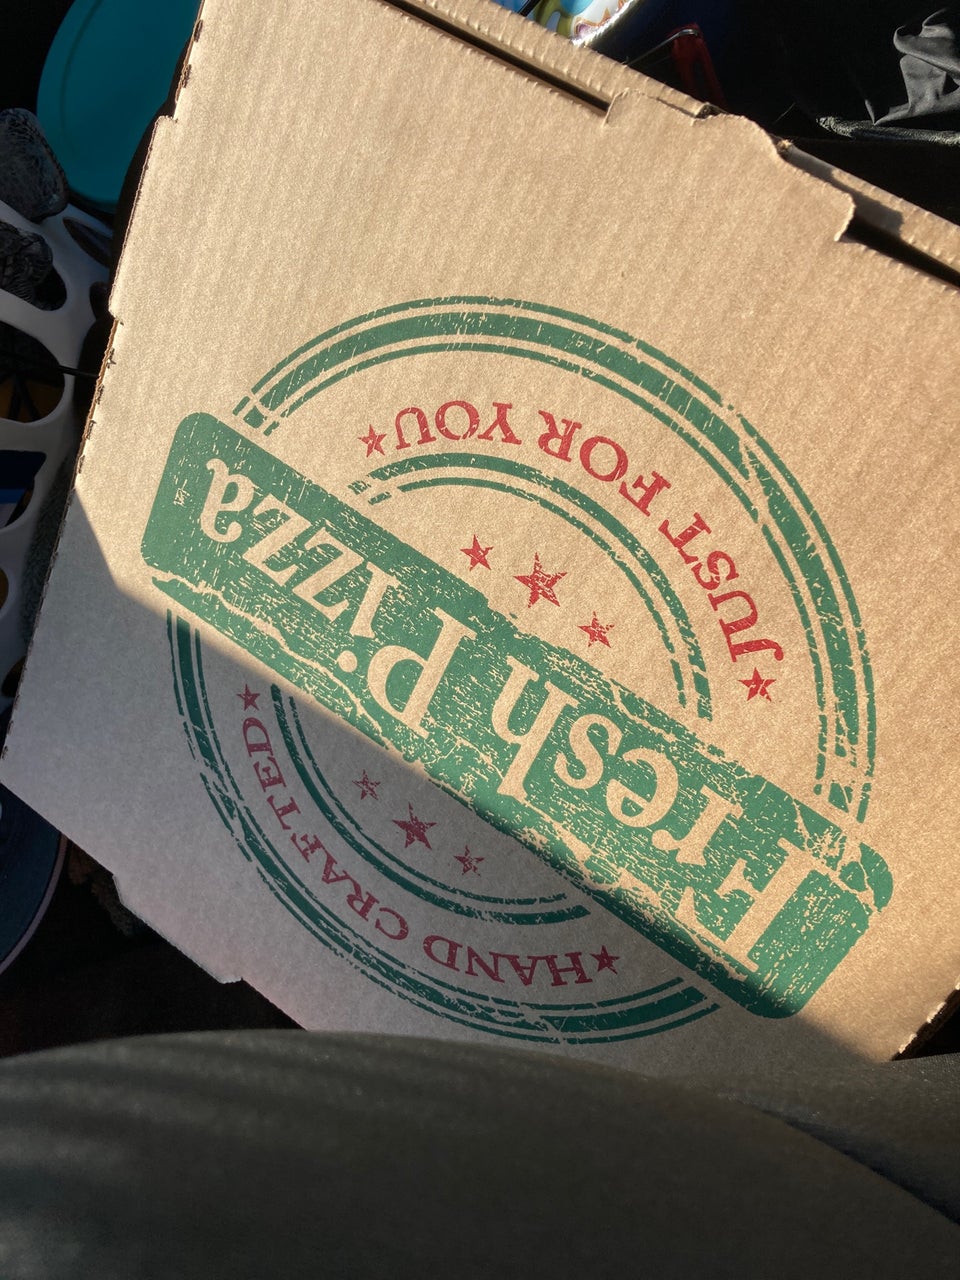 HAND CRAFTED
Fresh Pizza
JUST FOR YOU